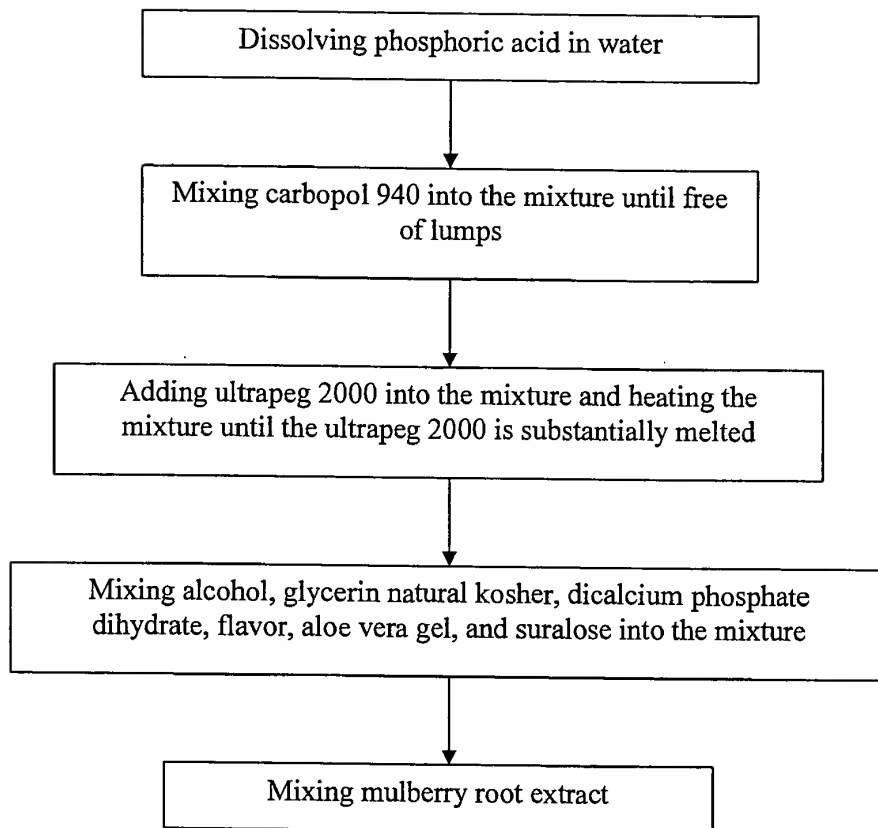 Dissolving phosphoric acid in water
Mixing carbopol 940 into the mixture until free
of lumps
Adding ultrapeg 2000 into the mixture and heating the
mixture until the ultrapeg 2000 is substantially melted
Mixing alcohol, glycerin natural kosher, dicalcium phosphate
dihydrate, flavor, aloe vera gel, and suralose into the mixture
Mixing mulberry root extract